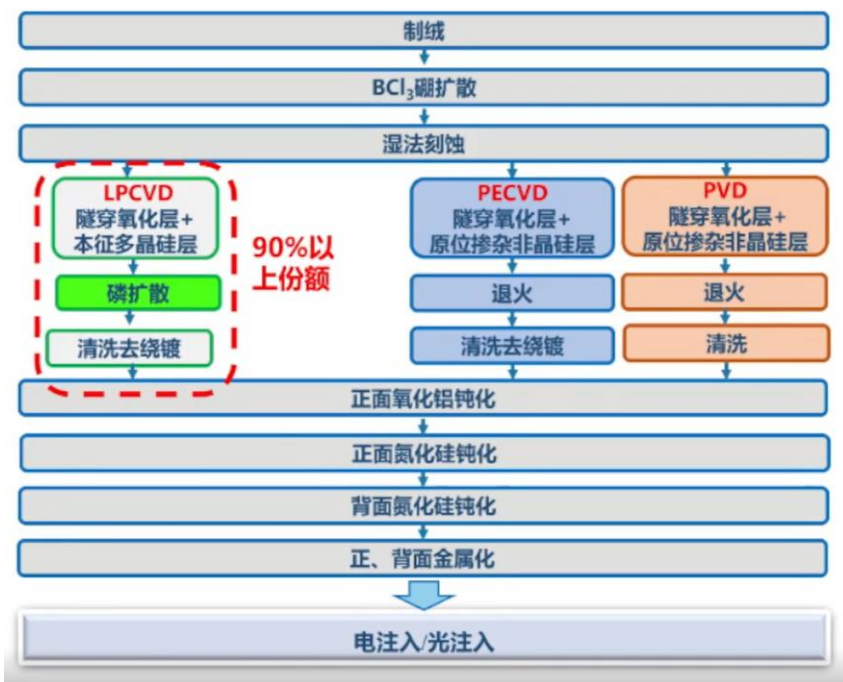 制绒
BCl₃硼扩散
湿法刻蚀
LPCVD
隧穿氧化层+
本征多晶硅层
磷扩散
清洗去绕镀
90%以
上份额
PECVD
隧穿氧化层+
原位掺杂非晶硅层
退火
清洗去绕镀
PVD
隧穿氧化层+
原位掺杂非晶硅层
退火
清洗
正面氧化铝钝化
正面氮化硅钝化
背面氮化硅钝化
正、背面金属化
电注入/光注入